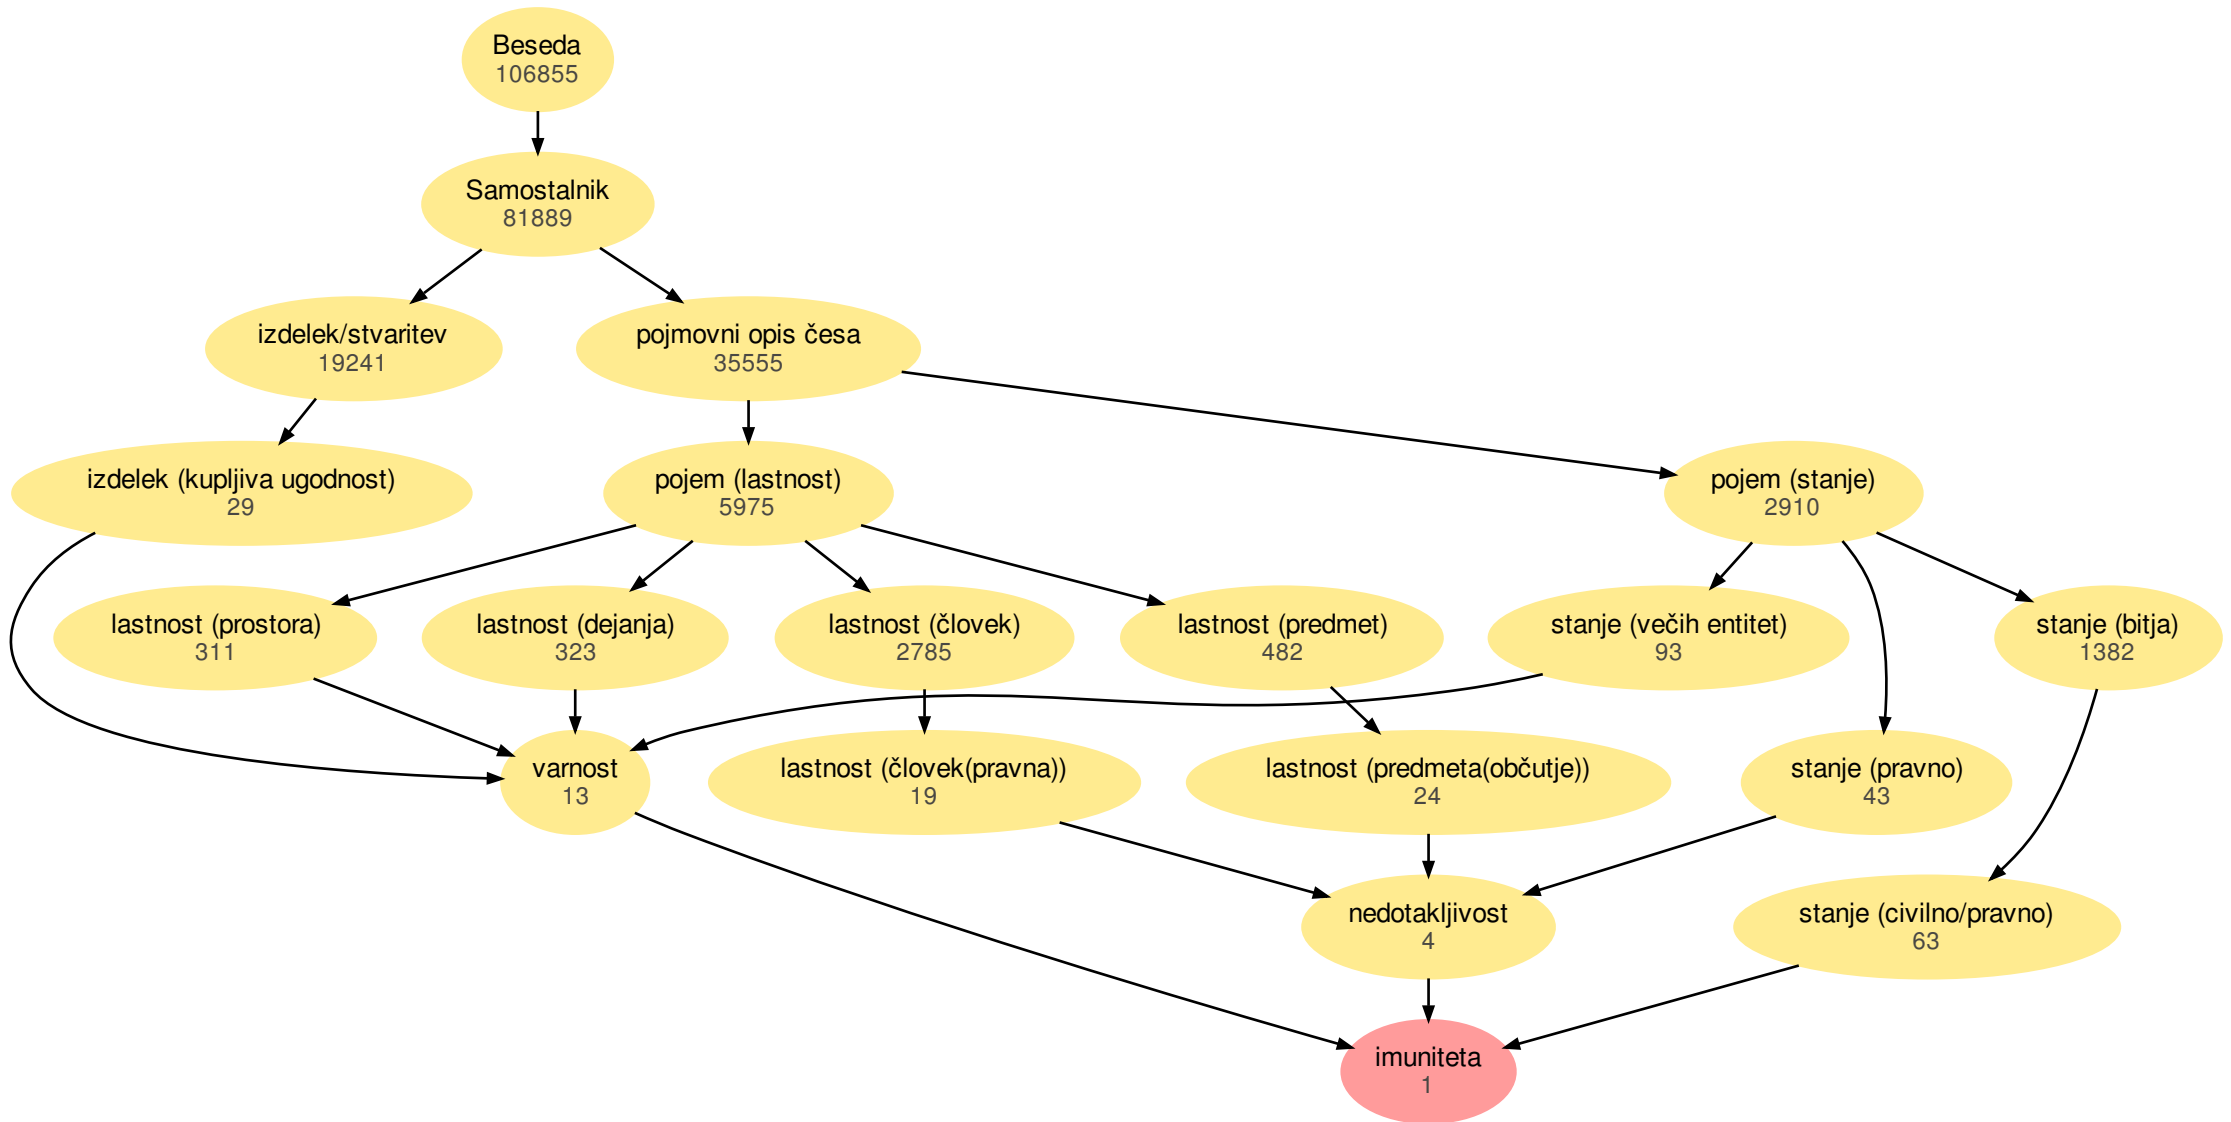 Beseda
106855
Samostalnik
81889
izdelek/stvaritev
19241
pojmovni opis česa
35555
izdelek (kupljiva ugodnost)
29
pojem (lastnost)
5975
pojem (stanje)
2910
lastnost (prostora)
311
lastnost (dejanja)
323
lastnost (človek)
2785
lastnost (predmet)
482
stanje (večih entitet)
93
stanje (bitja)
1382
varnost
13
lastnost (človek(pravna))
19
lastnost (predmeta(občutje))
24
stanje (pravno)
43
nedotakljivost
4
stanje (civilno/pravno)
63
imuniteta
1